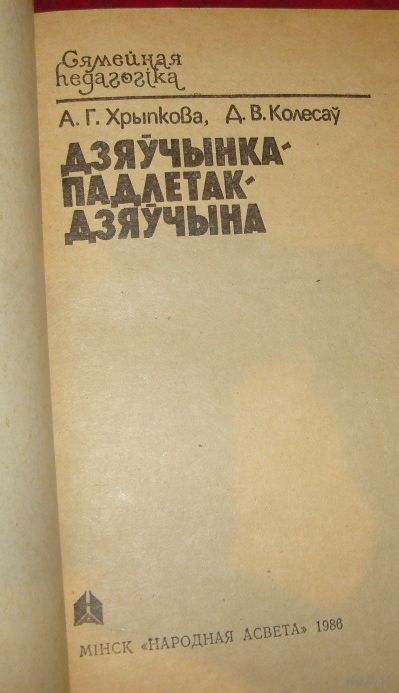 Сямейная
педагогіка
А. Г. Хрыпкова, Д. В. Колесаў
ДЗЯЎЧЫНКА-
ПАДЛЕТАК-
ДЗЯЎЧЫНА
МІНСК «НАРОДНАЯ АСВЕТА» 1986